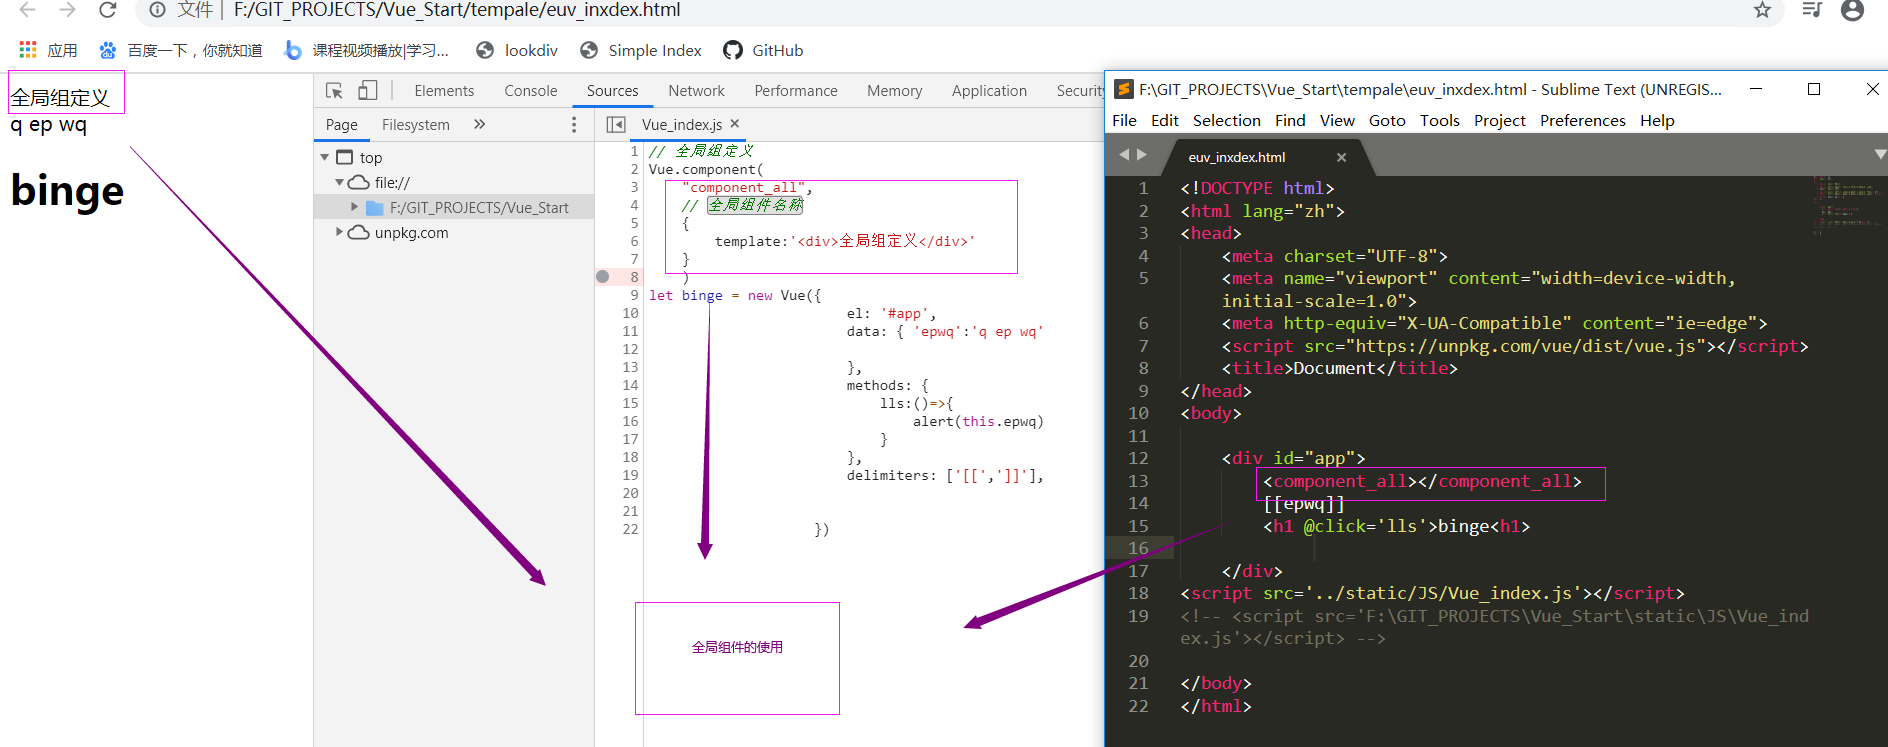 文件 F:/GIT_PROJECTS/Vue_Start/tempale/euv_inxdex.html
应用 百度一下，你就知道 课程视频播放|学习... lookdiv Simple Index GitHub
全局组定义
q ep wq
binge
Elements Console Sources Network Performance Memory Application Security
Page Filesystem »
top
file://
F:/GIT_PROJECTS/Vue_Start
unpkg.com
Vue_index.js ×
1 // 全局组定义
2 Vue.component(
3 "component_all",
4 // 全局组件名称
5 {
6 template:'<div>全局组定义</div>'
7 }
8 )
9 let binge = new Vue({
10 el: '#app',
11 data: { 'epwq':'q ep wq'
12
13 },
14 methods: {
15 lls:()=>{
16 alert(this.epwq)
17 }
18 },
19 delimiters: ['[[',']]'],
20
21
22 })
全局组件的使用
F:\GIT_PROJECTS\Vue_Start\tempale\euv_inxdex.html - Sublime Text (UNREGIS...
File Edit Selection Find View Goto Tools Project Preferences Help
euv_inxdex.html ×
1 <!DOCTYPE html>
2 <html lang="zh">
3 <head>
4 <meta charset="UTF-8">
5 <meta name="viewport" content="width=device-width,
initial-scale=1.0">
6 <meta http-equiv="X-UA-Compatible" content="ie=edge">
7 <script src="https://unpkg.com/vue/dist/vue.js"></script>
8 <title>Document</title>
9 </head>
10 <body>
11
12 <div id="app">
13 <component_all></component_all>
14 [[epwq]]
15 <h1 @click='lls'>binge<h1>
16
17 </div>
18 <script src='../static/JS/Vue_index.js'></script>
19 <!-- <script src='F:\GIT_PROJECTS\Vue_Start\static\JS\Vue_ind
ex.js'></script> -->
20
21 </body>
22 </html>